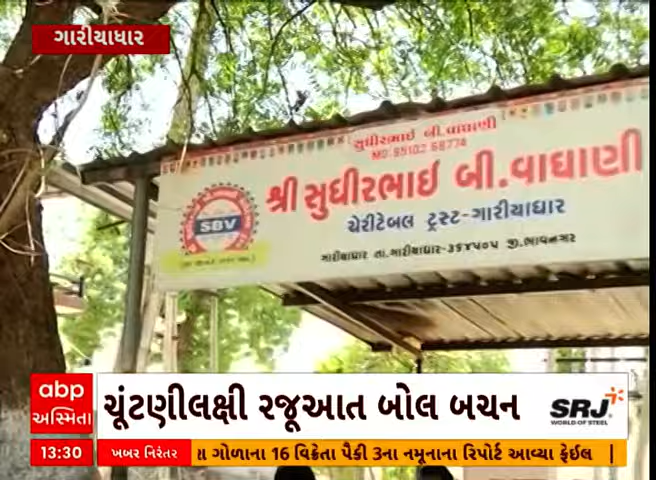 ગારીયાધાર
સુધીરભાઈ બી.વાઘાણી
MO. 95102 68774
શ્રી સુધીરભાઈ બી.વાઘાણી
SBV
ચેરીટેબલ ટ્રસ્ટ-ગારીયાધાર
ગારીયાધાર તા.ગારીયાધાર-૩૬૪૫૦૫ જી.ભાવનગર
abp
અસ્મિતા
ચૂંટણીલક્ષી રજૂઆત બોલ બચન
SRJ
WORLD OF STEEL
13:30
ખબર નિરંતર
ગોળાના 16 વિક્રેતા પૈકી 3ના નમૂનાના રિપોર્ટ આવ્યા ફેઈલ |